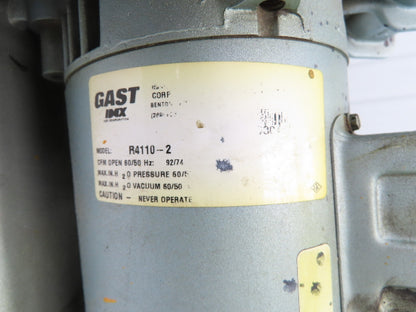 GAST
CORP
BENTON
MODEL: R4110-2
CFM OPEN 60/50 Hz: 92/74
MAX.IN.H2O PRESSURE 60/5
MAX.IN.H2O VACUUM 60/50
CAUTION - NEVER OPERATE